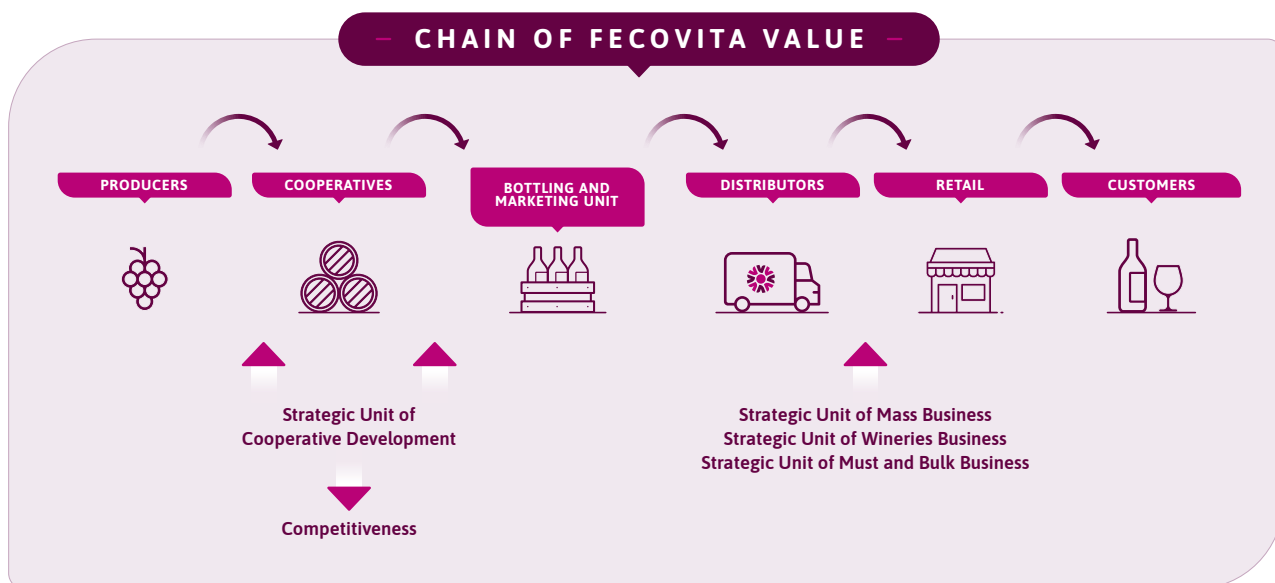 CHAIN OF FECOVITA VALUE
PRODUCERS
COOPERATIVES
BOTTLING AND
MARKETING UNIT
DISTRIBUTORS
RETAIL
CUSTOMERS
Strategic Unit of
Cooperative Development
Strategic Unit of Mass Business
Strategic Unit of Wineries Business
Strategic Unit of Must and Bulk Business
Competitiveness